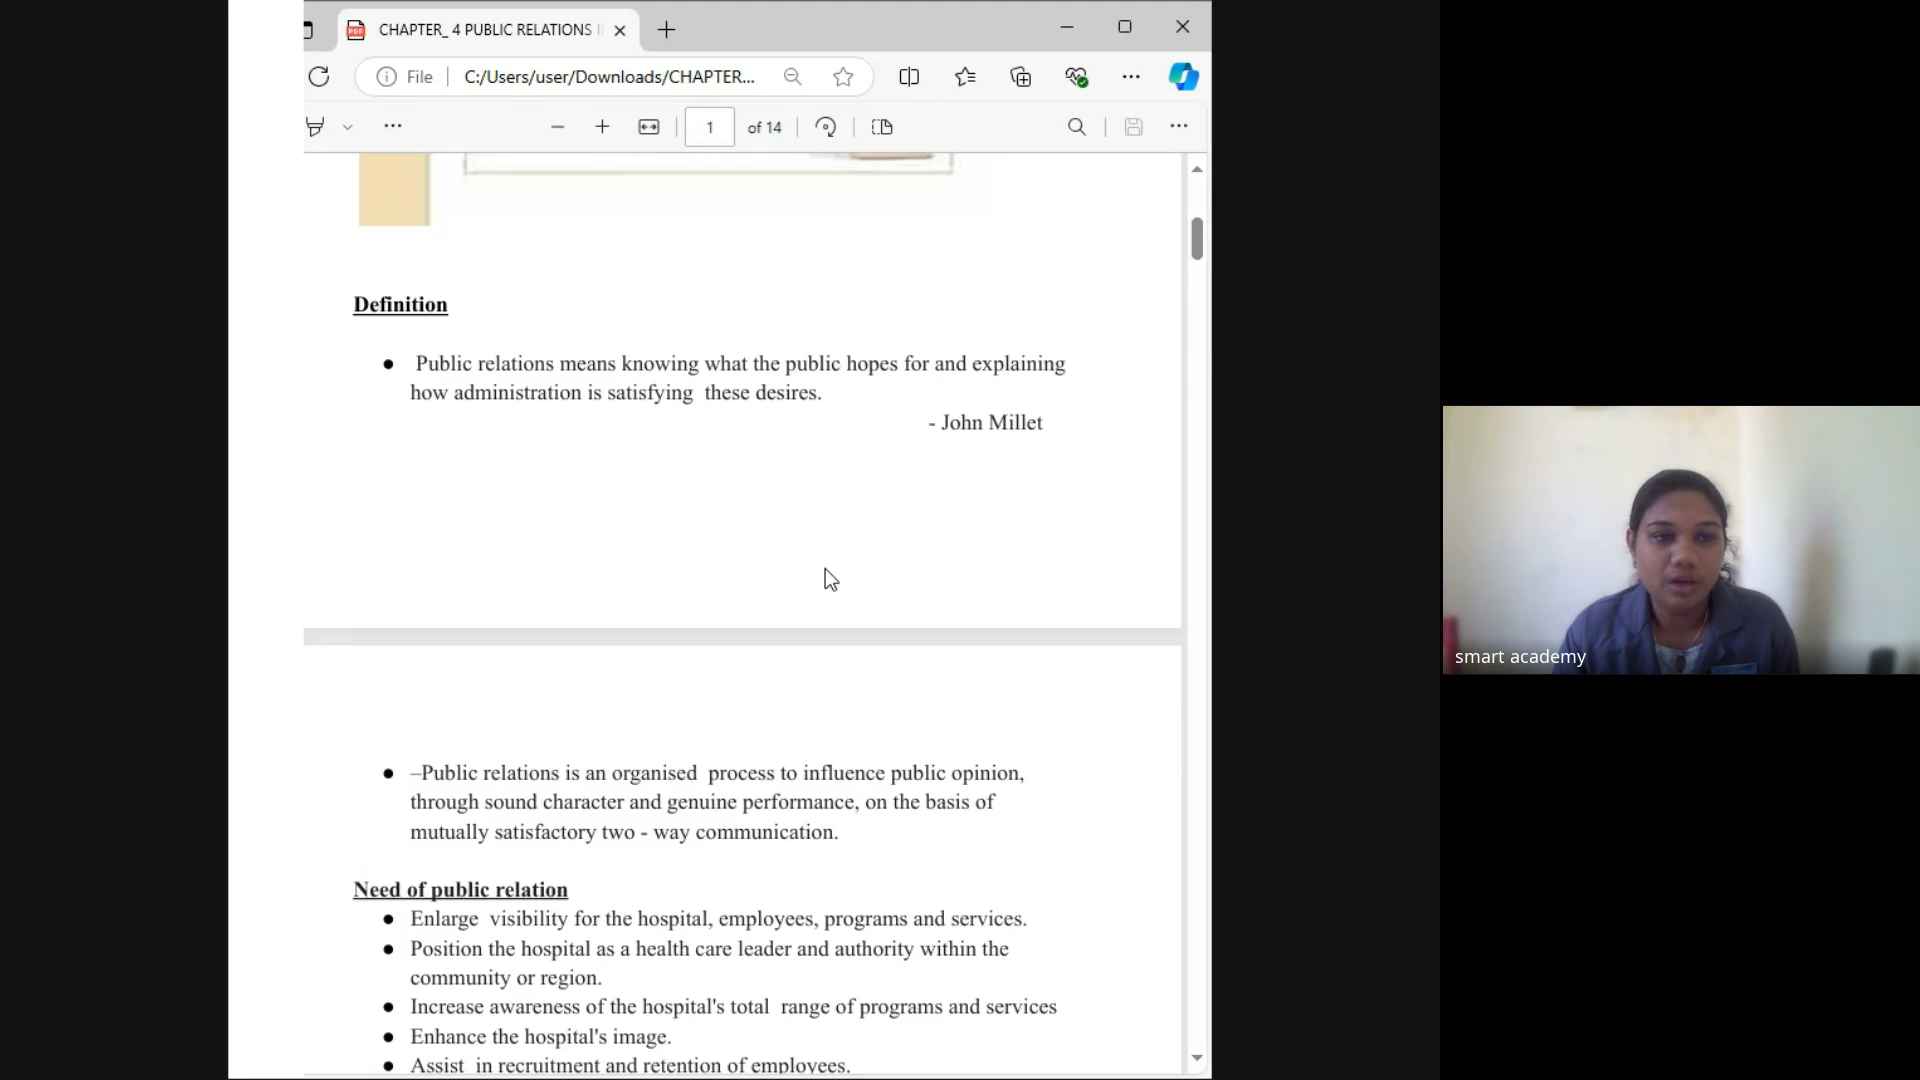 CHAPTER_ 4 PUBLIC RELATIONS
File
C:/Users/user/Downloads/CHAPTER...
1
of 14
Definition
● Public relations means knowing what the public hopes for and explaining
how administration is satisfying these desires.
- John Millet
● –Public relations is an organised process to influence public opinion,
through sound character and genuine performance, on the basis of
mutually satisfactory two - way communication.
Need of public relation
● Enlarge visibility for the hospital, employees, programs and services.
● Position the hospital as a health care leader and authority within the
community or region.
● Increase awareness of the hospital's total range of programs and services
● Enhance the hospital's image.
● Assist in recruitment and retention of employees.
smart academy